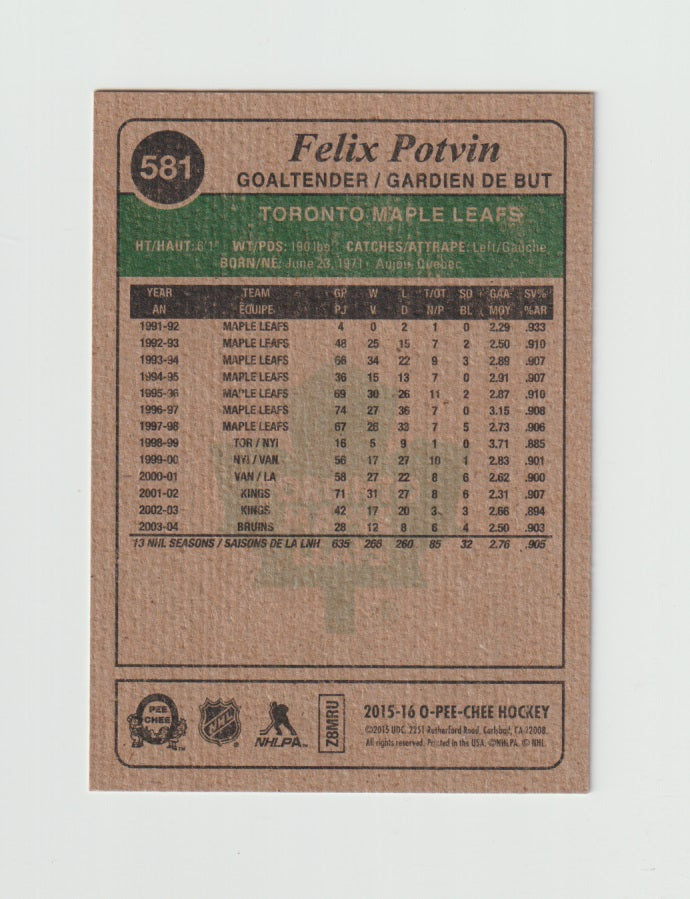 581
Felix Potvin
GOALTENDER / GARDIEN DE BUT
TORONTO MAPLE LEAFS
HT/HAUT: 6'1" WT/PDS: 190 lbs CATCHES/ATTRAPE: Left/Gauche
BORN/NE: June 23, 1971 - Anjou, Quebec
YEAR TEAM GP W L T/OT SO GAA SV%
AN ÉQUIPE PJ V D N/P BL MOY %AR
1991-92 MAPLE LEAFS 4 0 2 1 0 2.29 .933
1992-93 MAPLE LEAFS 48 25 15 7 2 2.50 .910
1993-94 MAPLE LEAFS 66 34 22 9 3 2.89 .907
1994-95 MAPLE LEAFS 36 15 13 7 0 2.91 .907
1995-96 MAPLE LEAFS 69 30 26 11 2 2.87 .910
1996-97 MAPLE LEAFS 74 27 36 7 0 3.15 .908
1997-98 MAPLE LEAFS 67 26 33 7 5 2.73 .906
1998-99 TOR / NYI 16 5 9 1 0 3.71 .885
1999-00 NYI / VAN 56 17 27 10 1 2.83 .901
2000-01 VAN / LA 58 27 22 8 6 2.62 .900
2001-02 KINGS 71 31 27 8 6 2.31 .907
2002-03 KINGS 42 17 20 3 3 2.66 .894
2003-04 BRUINS 28 12 8 6 4 2.50 .903
13 NHL SEASONS / SAISONS DE LA LNH 635 266 260 85 32 2.76 .905
PEE
CHEE
NHL
NHLPA
Z8MRU
2015-16 O-PEE-CHEE HOCKEY
©2015 UDC. 2251 Rutherford Road, Carlsbad, CA 92008.
All rights reserved. Printed in the USA. ©NHLPA. © NHL.